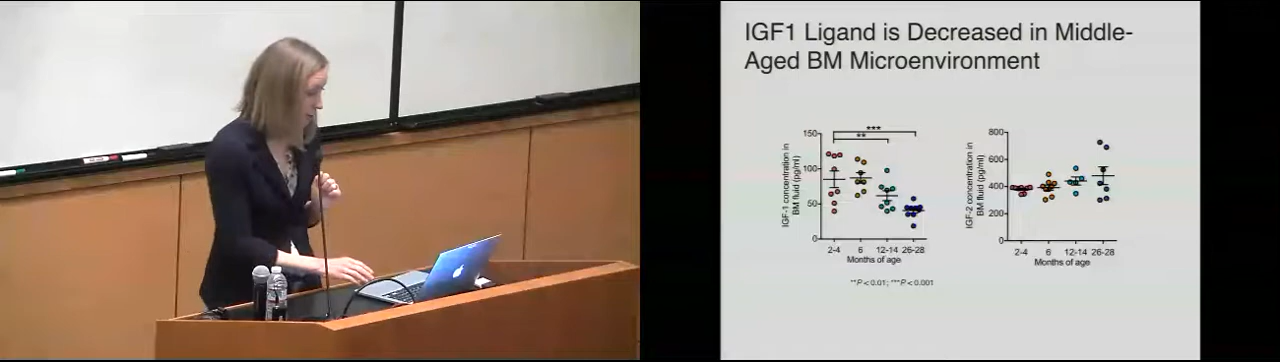 IGF1 Ligand is Decreased in Middle-
Aged BM Microenvironment
***
**
150
100
50
0
IGF-1 concentration in
BM fluid (pg/ml)
2-4 6 12-14 26-28
Months of age
800
600
400
200
0
IGF-2 concentration in
BM fluid (pg/ml)
2-4 6 12-14 26-28
Months of age
**P < 0.01; ***P < 0.001